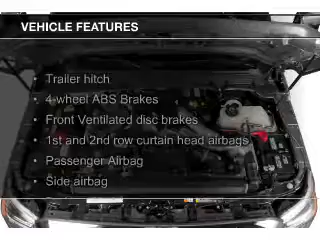 VEHICLE FEATURES
• Trailer hitch
• 4-wheel ABS Brakes
• Front Ventilated disc brakes
• 1st and 2nd row curtain head airbags
• Passenger Airbag
• Side airbag